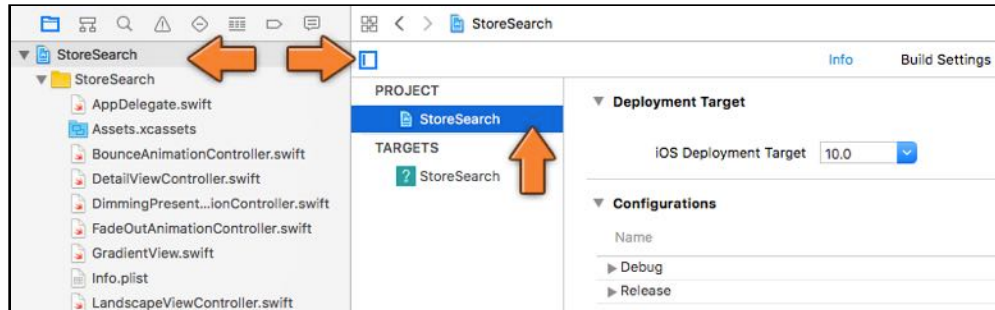 StoreSearch
StoreSearch
AppDelegate.swift
Assets.xcassets
BounceAnimationController.swift
DetailViewController.swift
DimmingPresent...ionController.swift
FadeOutAnimationController.swift
GradientView.swift
Info.plist
LandscapeViewController.swift
StoreSearch
Info Build Settings
PROJECT
StoreSearch
TARGETS
? StoreSearch
Deployment Target
iOS Deployment Target 10.0
Configurations
Name
Debug
Release